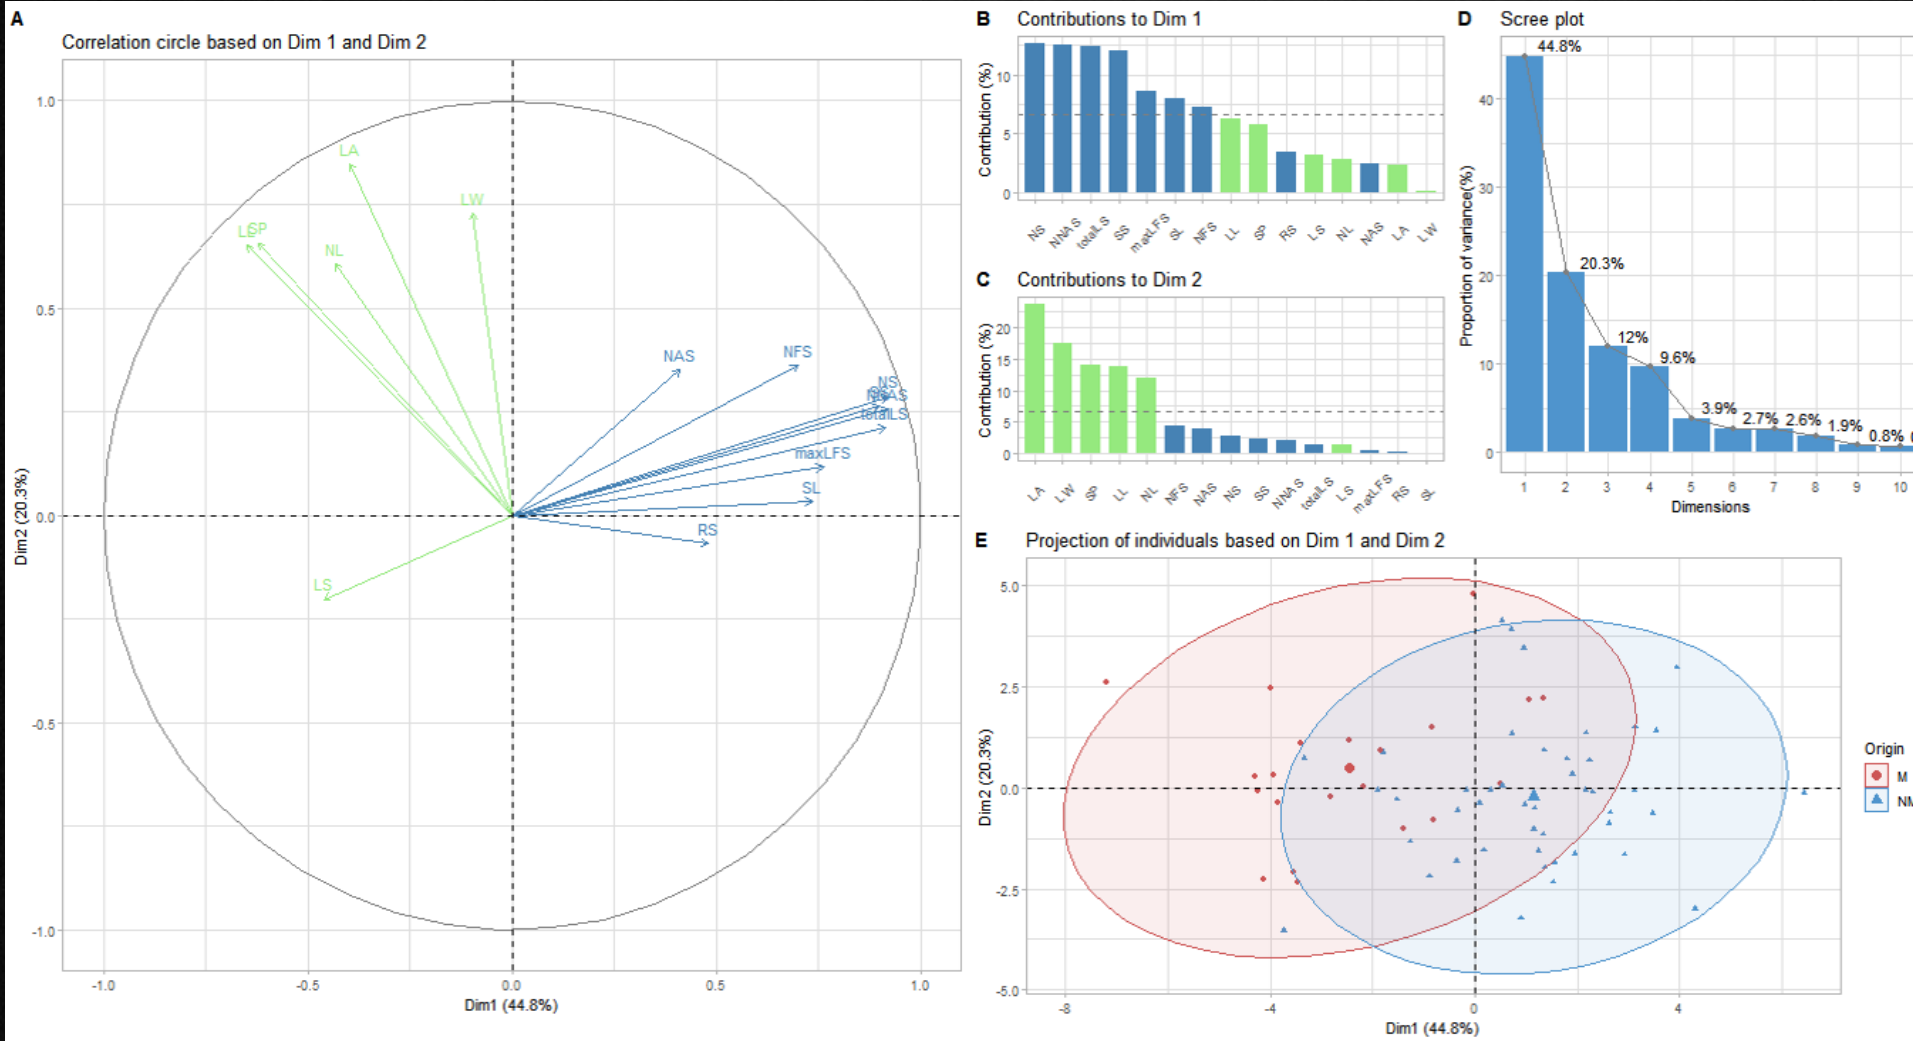 A
Correlation circle based on Dim 1 and Dim 2
Dim2 (20.3%)
1.0
0.5
0.0
-0.5
-1.0
LA
LW
LL
SP
NL
LS
NAS
NFS
NS
SS
NNAS
totalLS
maxLFS
SL
RS
-1.0 -0.5 0.0 0.5 1.0
Dim1 (44.8%)
B
Contributions to Dim 1
Contribution (%)
10
5
0
NS NNAS totalLS SS maxLFS SL NFS LL SP RS LS NL NAS LA LW
C
Contributions to Dim 2
Contribution (%)
20
15
10
5
0
LA LW SP LL NL NFS NAS NS SS NNAS totalLS LS maxLFS RS SL
D
Scree plot
Proportion of variance(%)
40
30
20
10
0
44.8%
20.3%
12%
9.6%
3.9%
2.7%
2.6%
1.9%
0.8%
1 2 3 4 5 6 7 8 9 10
Dimensions
E
Projection of individuals based on Dim 1 and Dim 2
Dim2 (20.3%)
5.0
2.5
0.0
-2.5
-5.0
-8 -4 0 4
Dim1 (44.8%)
Origin
M